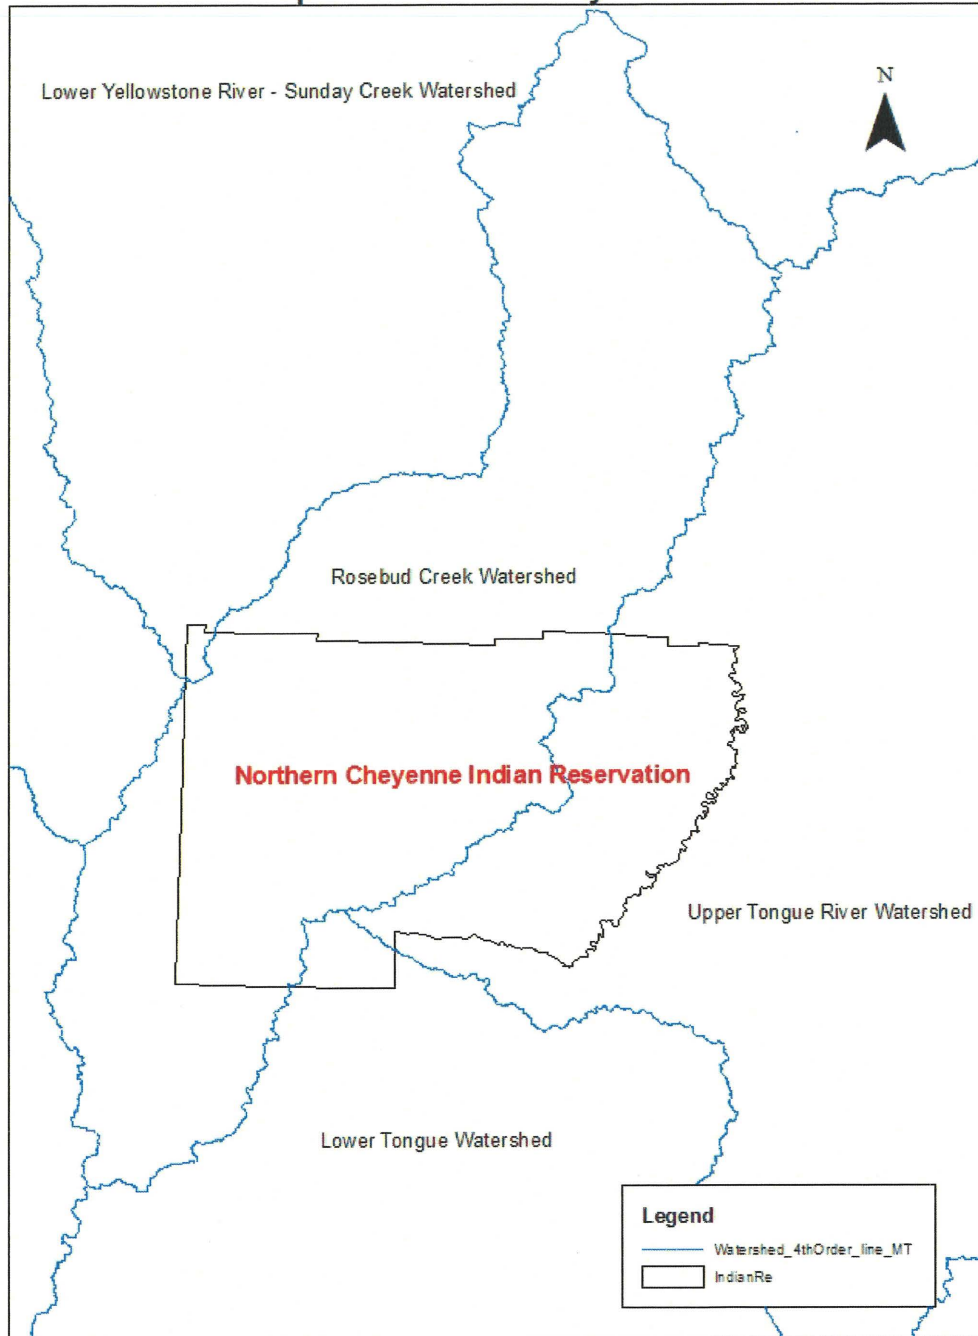 Lower Yellowstone River - Sunday Creek Watershed
N
Rosebud Creek Watershed
Northern Cheyenne Indian Reservation
Upper Tongue River Watershed
Lower Tongue Watershed
Legend
Watershed_4thOrder_line_MT
IndianRe